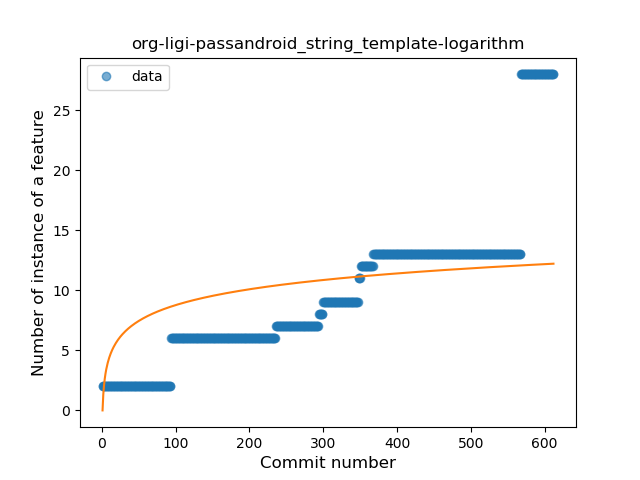 org-ligi-passandroid_string_template-logarithm
data
Number of instance of a feature
25
20
15
10
5
0
0 100 200 300 400 500 600
Commit number